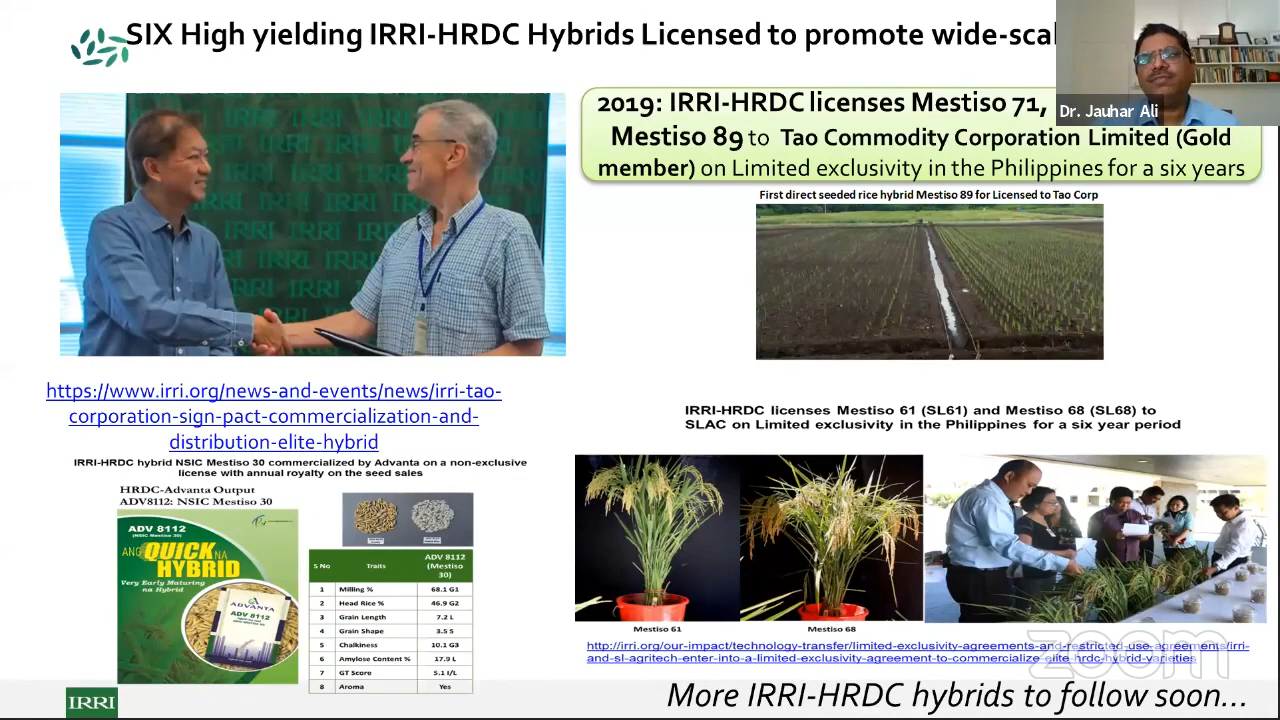 SIX High yielding IRRI-HRDC Hybrids Licensed to promote wide-scal
Dr. Jauhar Ali
2019: IRRI-HRDC licenses Mestiso 71,
Mestiso 89 to Tao Commodity Corporation Limited (Gold
member) on Limited exclusivity in the Philippines for a six years
First direct seeded rice hybrid Mestiso 89 for Licensed to Tao Corp
IRRI IRRI IRRI
https://www.irri.org/news-and-events/news/irri-tao-
corporation-sign-pact-commercialization-and-
distribution-elite-hybrid
IRRI-HRDC hybrid NSIC Mestiso 30 commercialized by Advanta on a non-exclusive
license with annual royalty on the seed sales
HRDC-Advanta Output
ADV8112: NSIC Mestiso 30
ADV 8112
(NSIC Mestiso 30)
ANG QUICK NA
HYBRID
Very Early Maturing
na Hybrid
ADVANTA
ADV 8112
S No Traits ADV 8112 (Mestiso 30)
1 Milling % 68.1 G1
2 Head Rice % 46.9 G2
3 Grain Length 7.2 L
4 Grain Shape 3.5 S
5 Chalkiness 10.1 G3
6 Amylose Content % 17.9 L
7 GT Score 5.1 I/L
8 Aroma Yes
IRRI-HRDC licenses Mestiso 61 (SL61) and Mestiso 68 (SL68) to
SLAC on Limited exclusivity in the Philippines for a six year period
Mestiso 61
Mestiso 68
http://irri.org/our-impact/technology-transfer/limited-exclusivity-agreements-and-restricted-use-agreements/irri-
and-sl-agritech-enter-into-a-limited-exclusivity-agreement-to-commercialize-elite-hrdc-hybrid-varieties
zoom
IRRI
More IRRI-HRDC hybrids to follow soon...